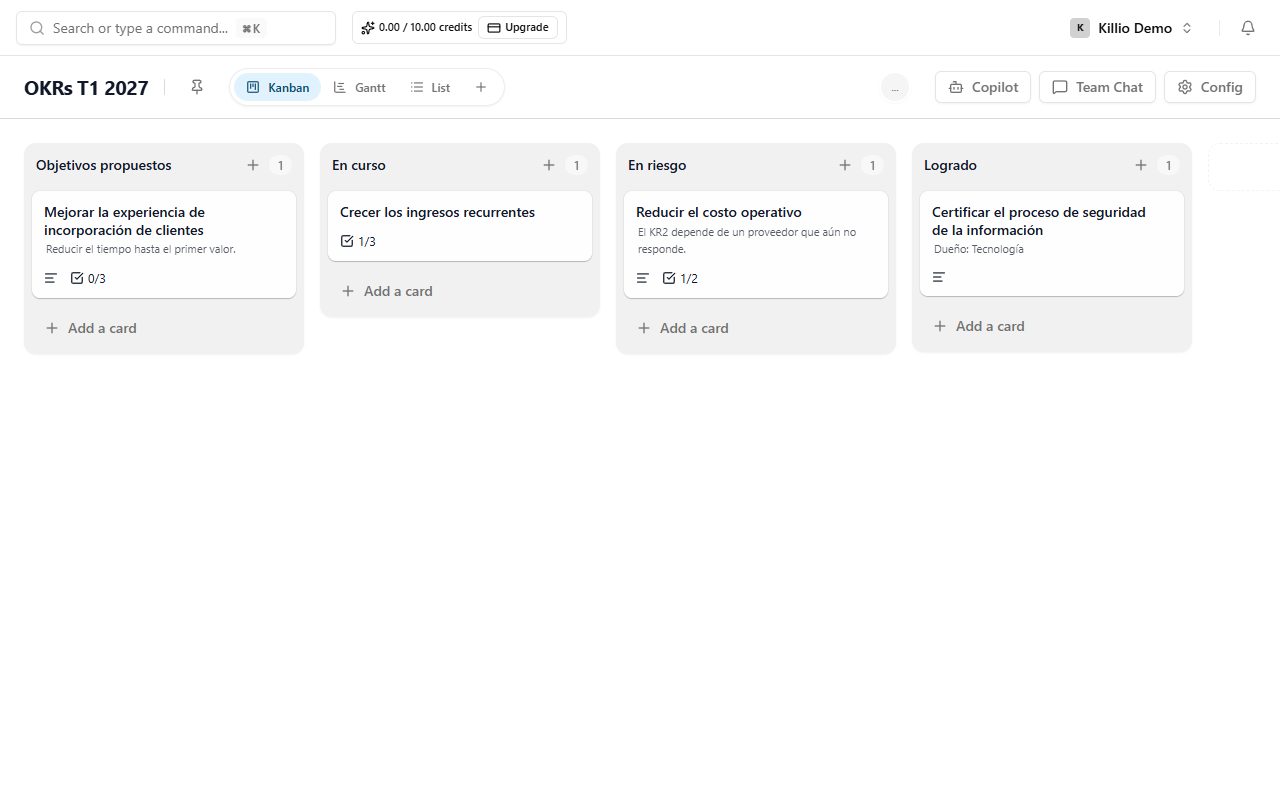 Search or type a command... ⌘K
0.00 / 10.00 credits
Upgrade
K
Killio Demo
OKRs T1 2027
Kanban
Gantt
List
...
Copilot
Team Chat
Config
Objetivos propuestos
1
Mejorar la experiencia de
incorporación de clientes
Reducir el tiempo hasta el primer valor.
0/3
Add a card
En curso
1
Crecer los ingresos recurrentes
1/3
Add a card
En riesgo
1
Reducir el costo operativo
El KR2 depende de un proveedor que aún no
responde.
1/2
Add a card
Logrado
1
Certificar el proceso de seguridad
de la información
Dueño: Tecnología
Add a card